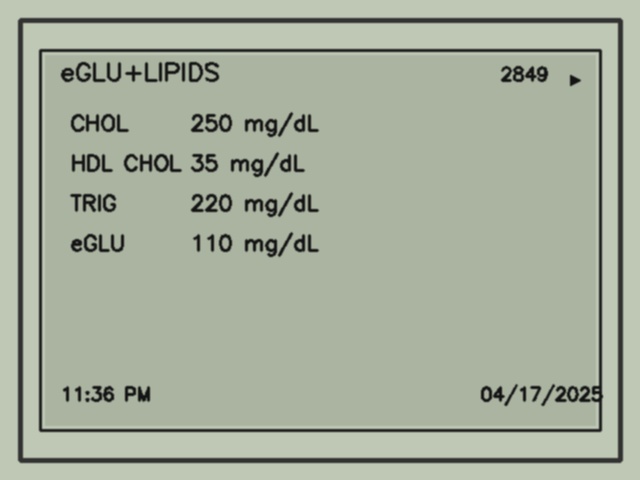 eGLU+LIPIDS 2849 ▶
CHOL 250 mg/dL
HDL CHOL 35 mg/dL
TRIG 220 mg/dL
eGLU 110 mg/dL
11:36 PM 04/17/2025